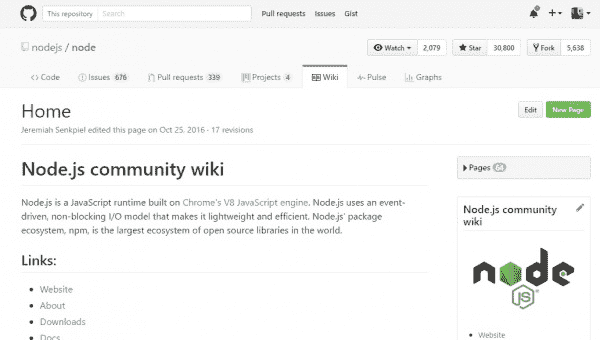 This repository Search Pull requests Issues Gist
nodejs / node
Watch 2,079 Star 30,800 Fork 5,638
Code Issues 676 Pull requests 339 Projects 4 Wiki Pulse Graphs
Home
Edit New Page
Jeremiah Senkpiel edited this page on Oct 25, 2016 · 17 revisions
Node.js community wiki
Node.js is a JavaScript runtime built on Chrome's V8 JavaScript engine. Node.js uses an event-
driven, non-blocking I/O model that makes it lightweight and efficient. Node.js' package
ecosystem, npm, is the largest ecosystem of open source libraries in the world.
Links:
• Website
• About
• Downloads
• Docs
Pages 64
Node.js community
wiki
node
JS
• Website